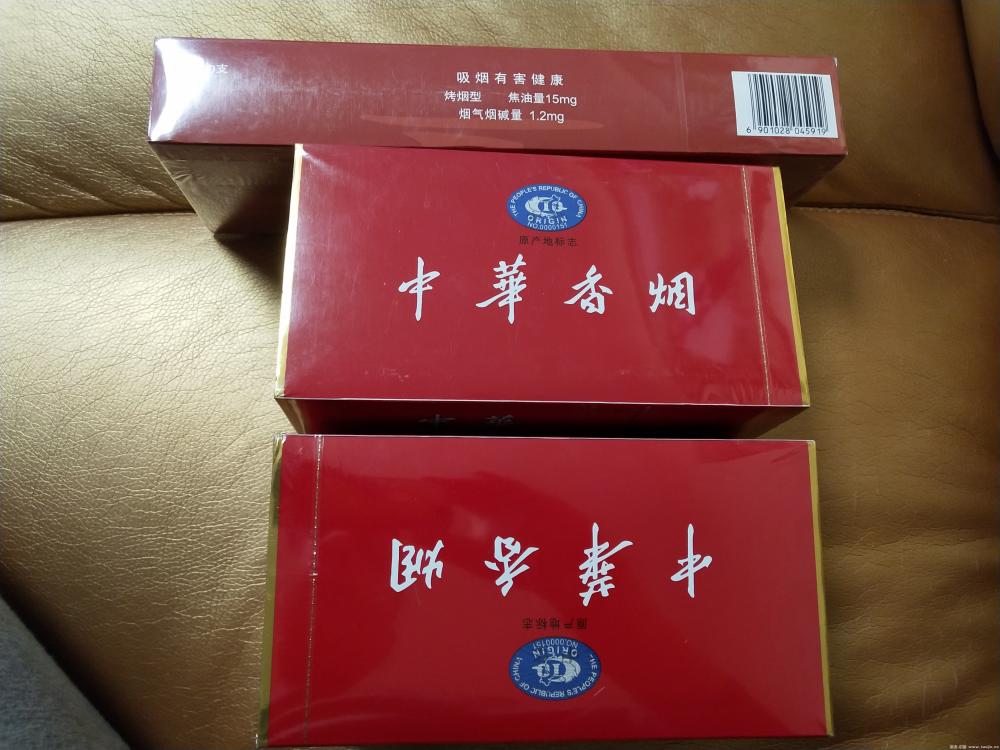 支
吸烟有害健康
烤烟型 焦油量15mg
烟气烟碱量 1.2mg
6 901028 045919
THE PEOPLE'S REPUBLIC OF CHINA
ORIGIN
NO.0000151
原产地标志
中華香烟
中華
中華香烟
原产地标志
NO.0000151
ORIGIN
THE PEOPLE'S REPUBLIC OF CHINA